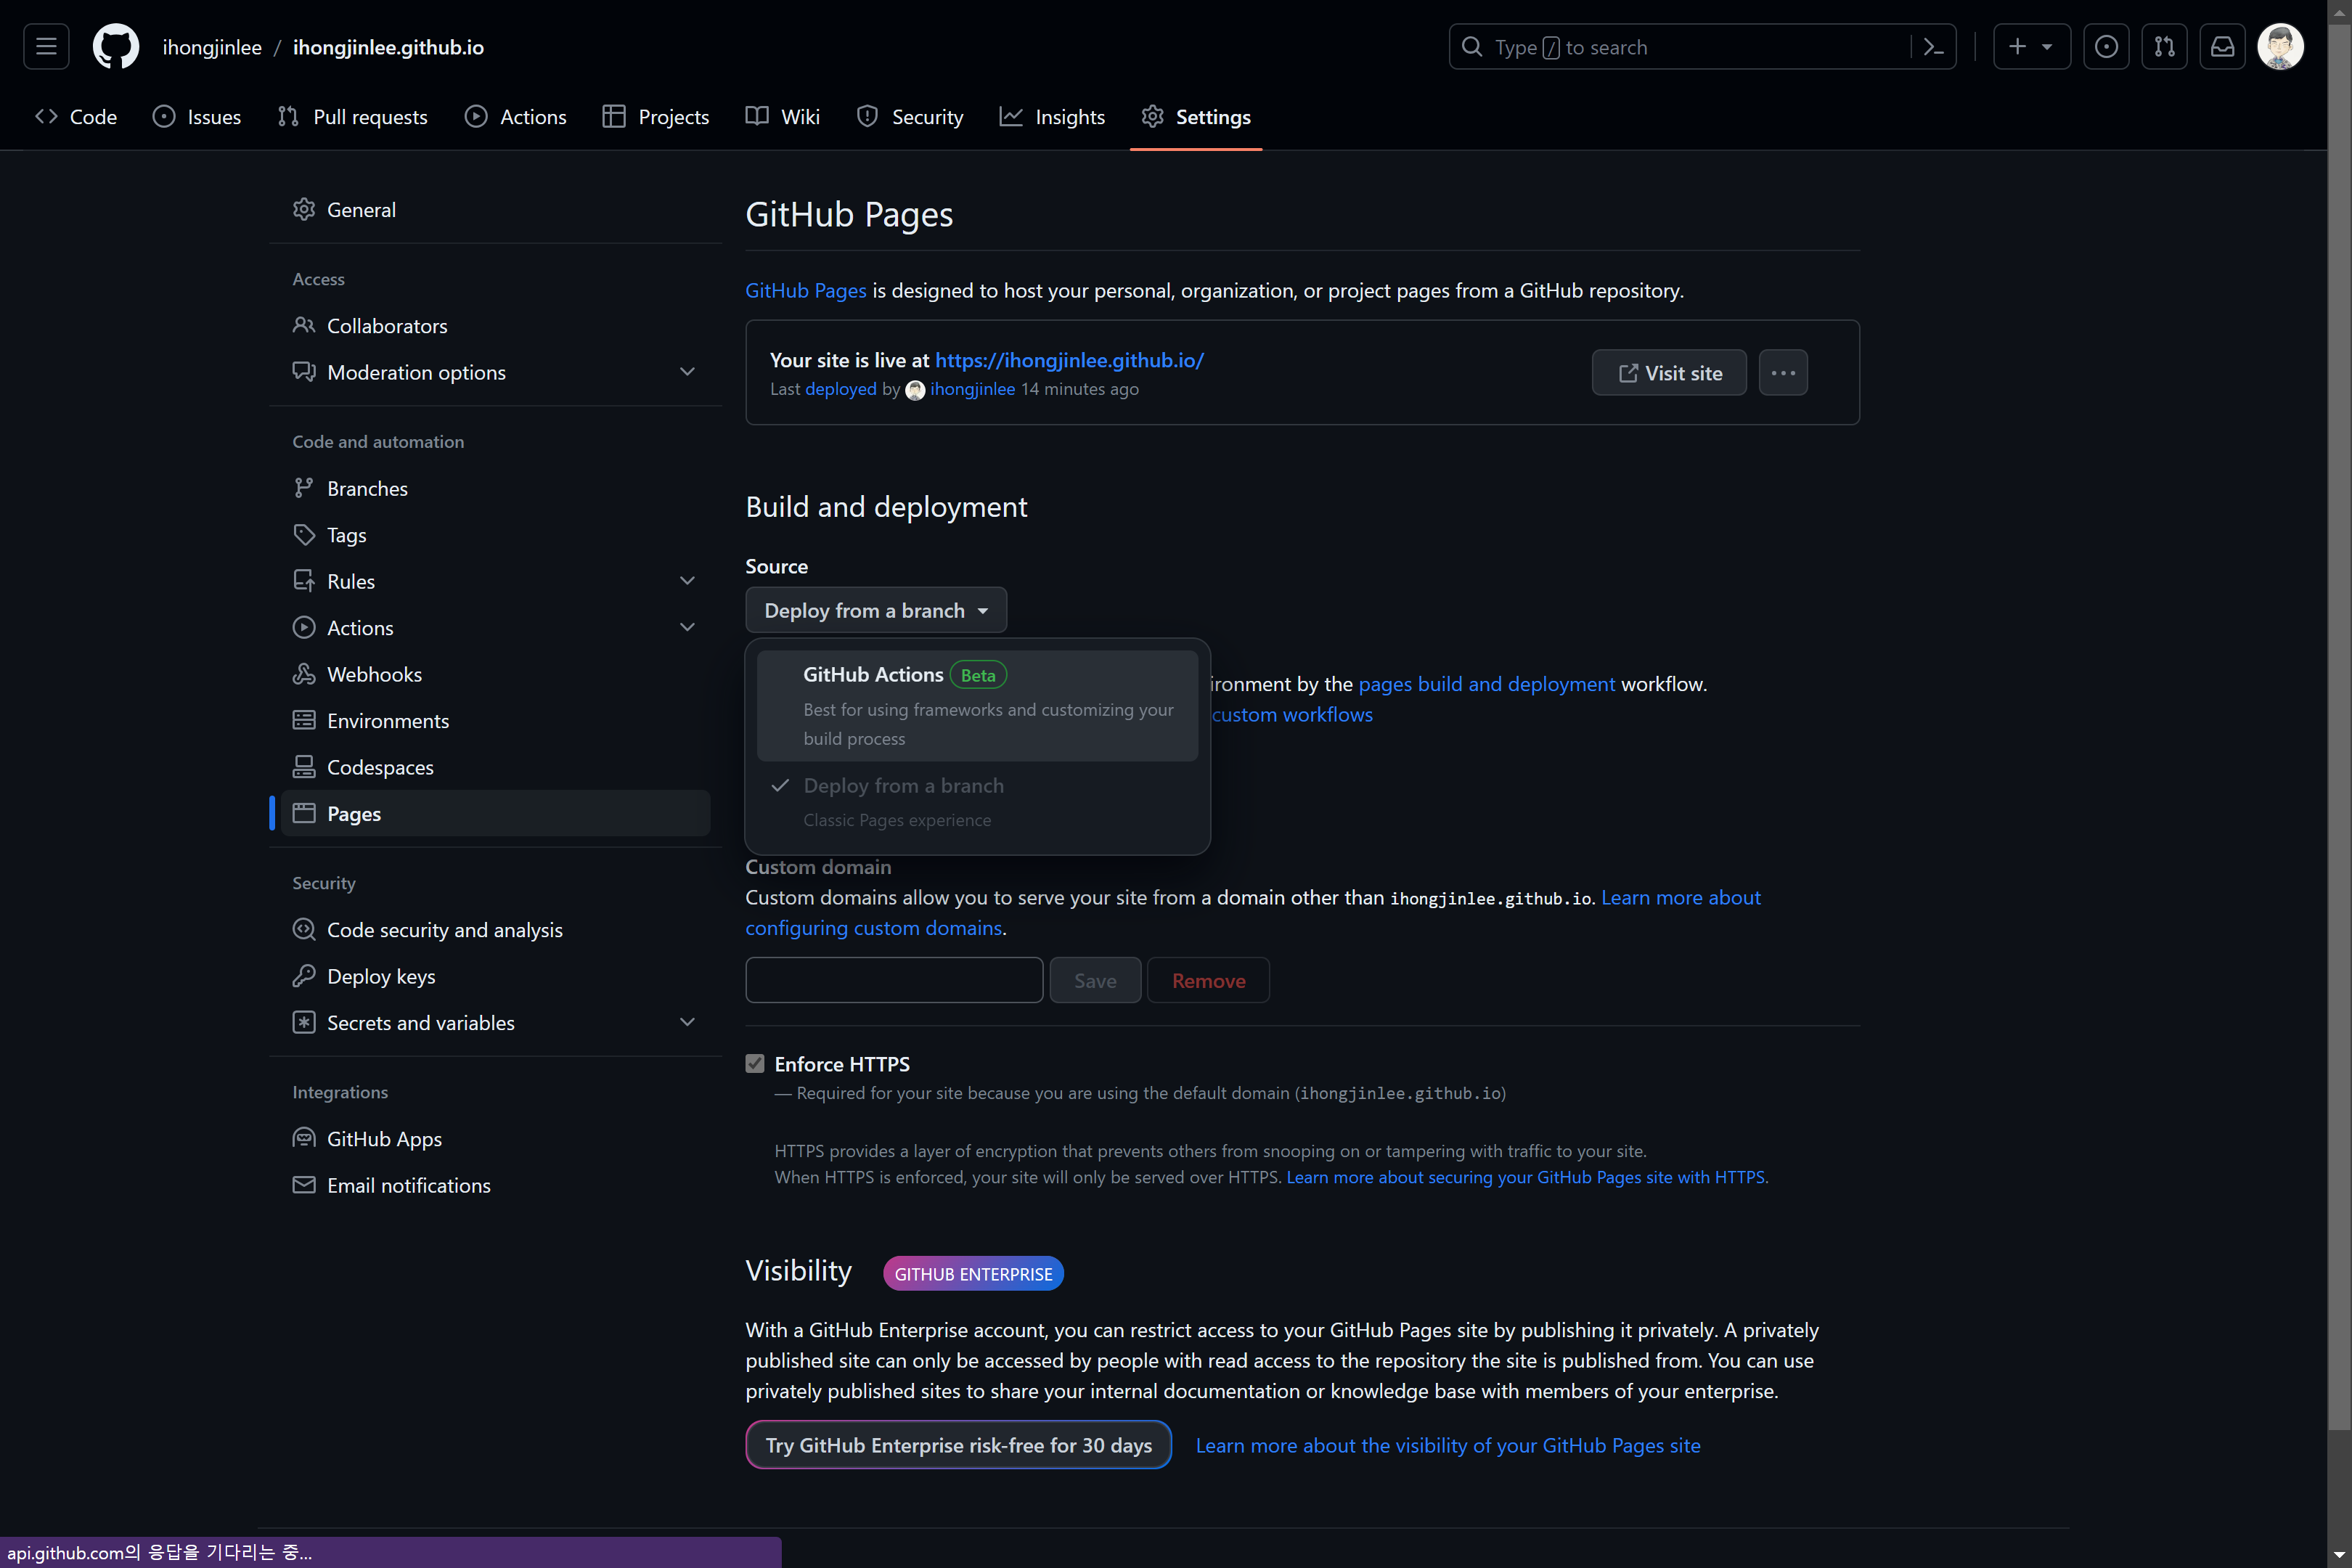 ihongjinlee / ihongjinlee.github.io
Type / to search
Code
Issues
Pull requests
Actions
Projects
Wiki
Security
Insights
Settings
General
Access
Collaborators
Moderation options
Code and automation
Branches
Tags
Rules
Actions
Webhooks
Environments
Codespaces
Pages
Security
Code security and analysis
Deploy keys
Secrets and variables
Integrations
GitHub Apps
Email notifications
GitHub Pages
GitHub Pages is designed to host your personal, organization, or project pages from a GitHub repository.
Your site is live at https://ihongjinlee.github.io/
Last deployed by ihongjinlee 14 minutes ago
Visit site
Build and deployment
Source
Deploy from a branch
GitHub Actions Beta
Best for using frameworks and customizing your
build process
Deploy from a branch
Classic Pages experience
ironment by the pages build and deployment workflow.
custom workflows
Custom domain
Custom domains allow you to serve your site from a domain other than ihongjinlee.github.io. Learn more about
configuring custom domains.
Save
Remove
Enforce HTTPS
— Required for your site because you are using the default domain (ihongjinlee.github.io)
HTTPS provides a layer of encryption that prevents others from snooping on or tampering with traffic to your site.
When HTTPS is enforced, your site will only be served over HTTPS. Learn more about securing your GitHub Pages site with HTTPS.
Visibility
GITHUB ENTERPRISE
With a GitHub Enterprise account, you can restrict access to your GitHub Pages site by publishing it privately. A privately
published site can only be accessed by people with read access to the repository the site is published from. You can use
privately published sites to share your internal documentation or knowledge base with members of your enterprise.
Try GitHub Enterprise risk-free for 30 days
Learn more about the visibility of your GitHub Pages site
api.github.com의 응답을 기다리는 중...